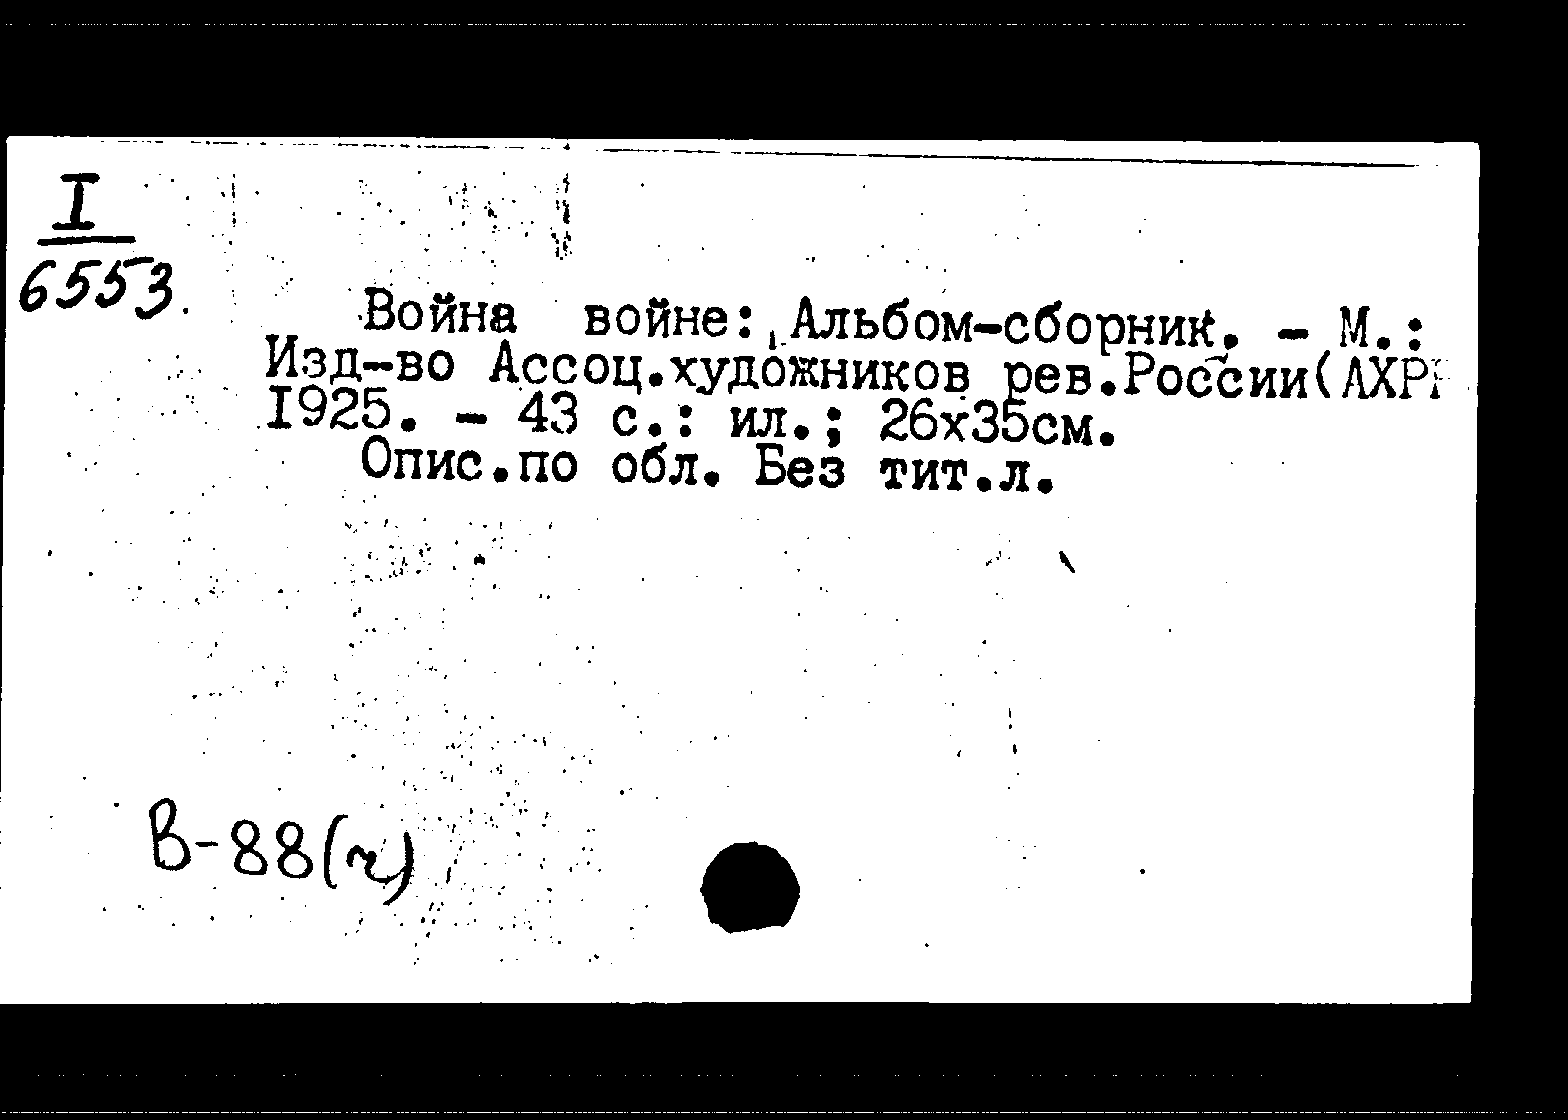 I
6553.
Война войне: Альбом-сборник. - М.:
Изд-во Ассоц.художников рев.России(АХРР
1925. - 43 с.: ил.; 26х35см.
Опис.по обл. Без тит.л.
В-88(ч)